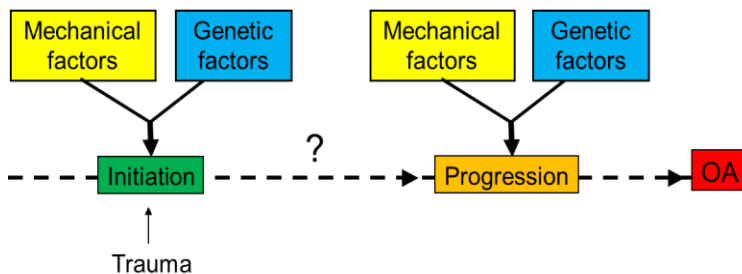 Mechanical
factors
Genetic
factors
Mechanical
factors
Genetic
factors
?
Initiation
Progression
OA
Trauma